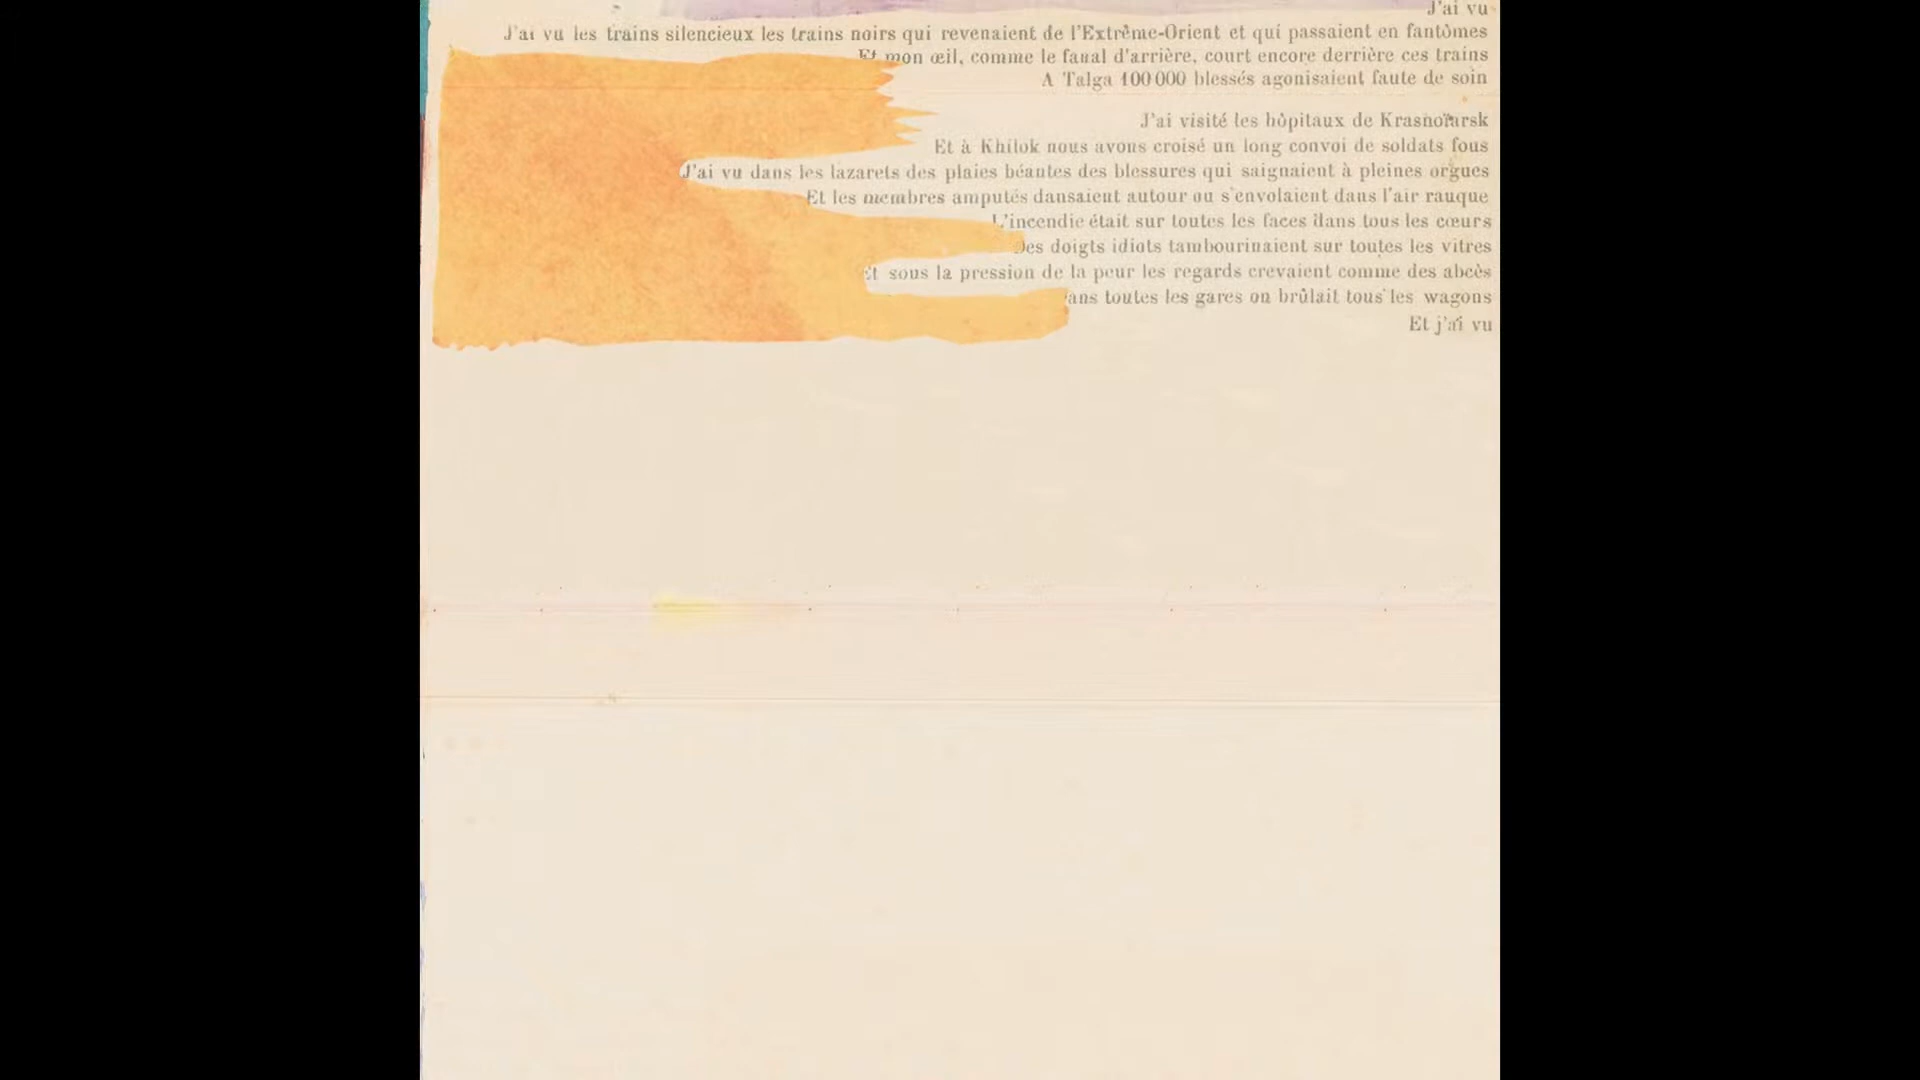 J'ai vu
J'ai vu les trains silencieux les trains noirs qui revenaient de l'Extrême-Orient et qui passaient en fantômes
Et mon œil, comme le fanal d'arrière, court encore derrière ces trains
A Talga 100 000 blessés agonisaient faute de soin
J'ai visité les hôpitaux de Krasnoïarsk
Et à Khilok nous avons croisé un long convoi de soldats fous
J'ai vu dans les lazarets des plaies béantes des blessures qui saignaient à pleines orgues
Et les membres amputés dansaient autour ou s'envolaient dans l'air rauque
L'incendie était sur toutes les faces dans tous les cœurs
Des doigts idiots tambourinaient sur toutes les vitres
Et sous la pression de la peur les regards crevaient comme des abcès
ans toutes les gares on brûlait tous les wagons
Et j'ai vu